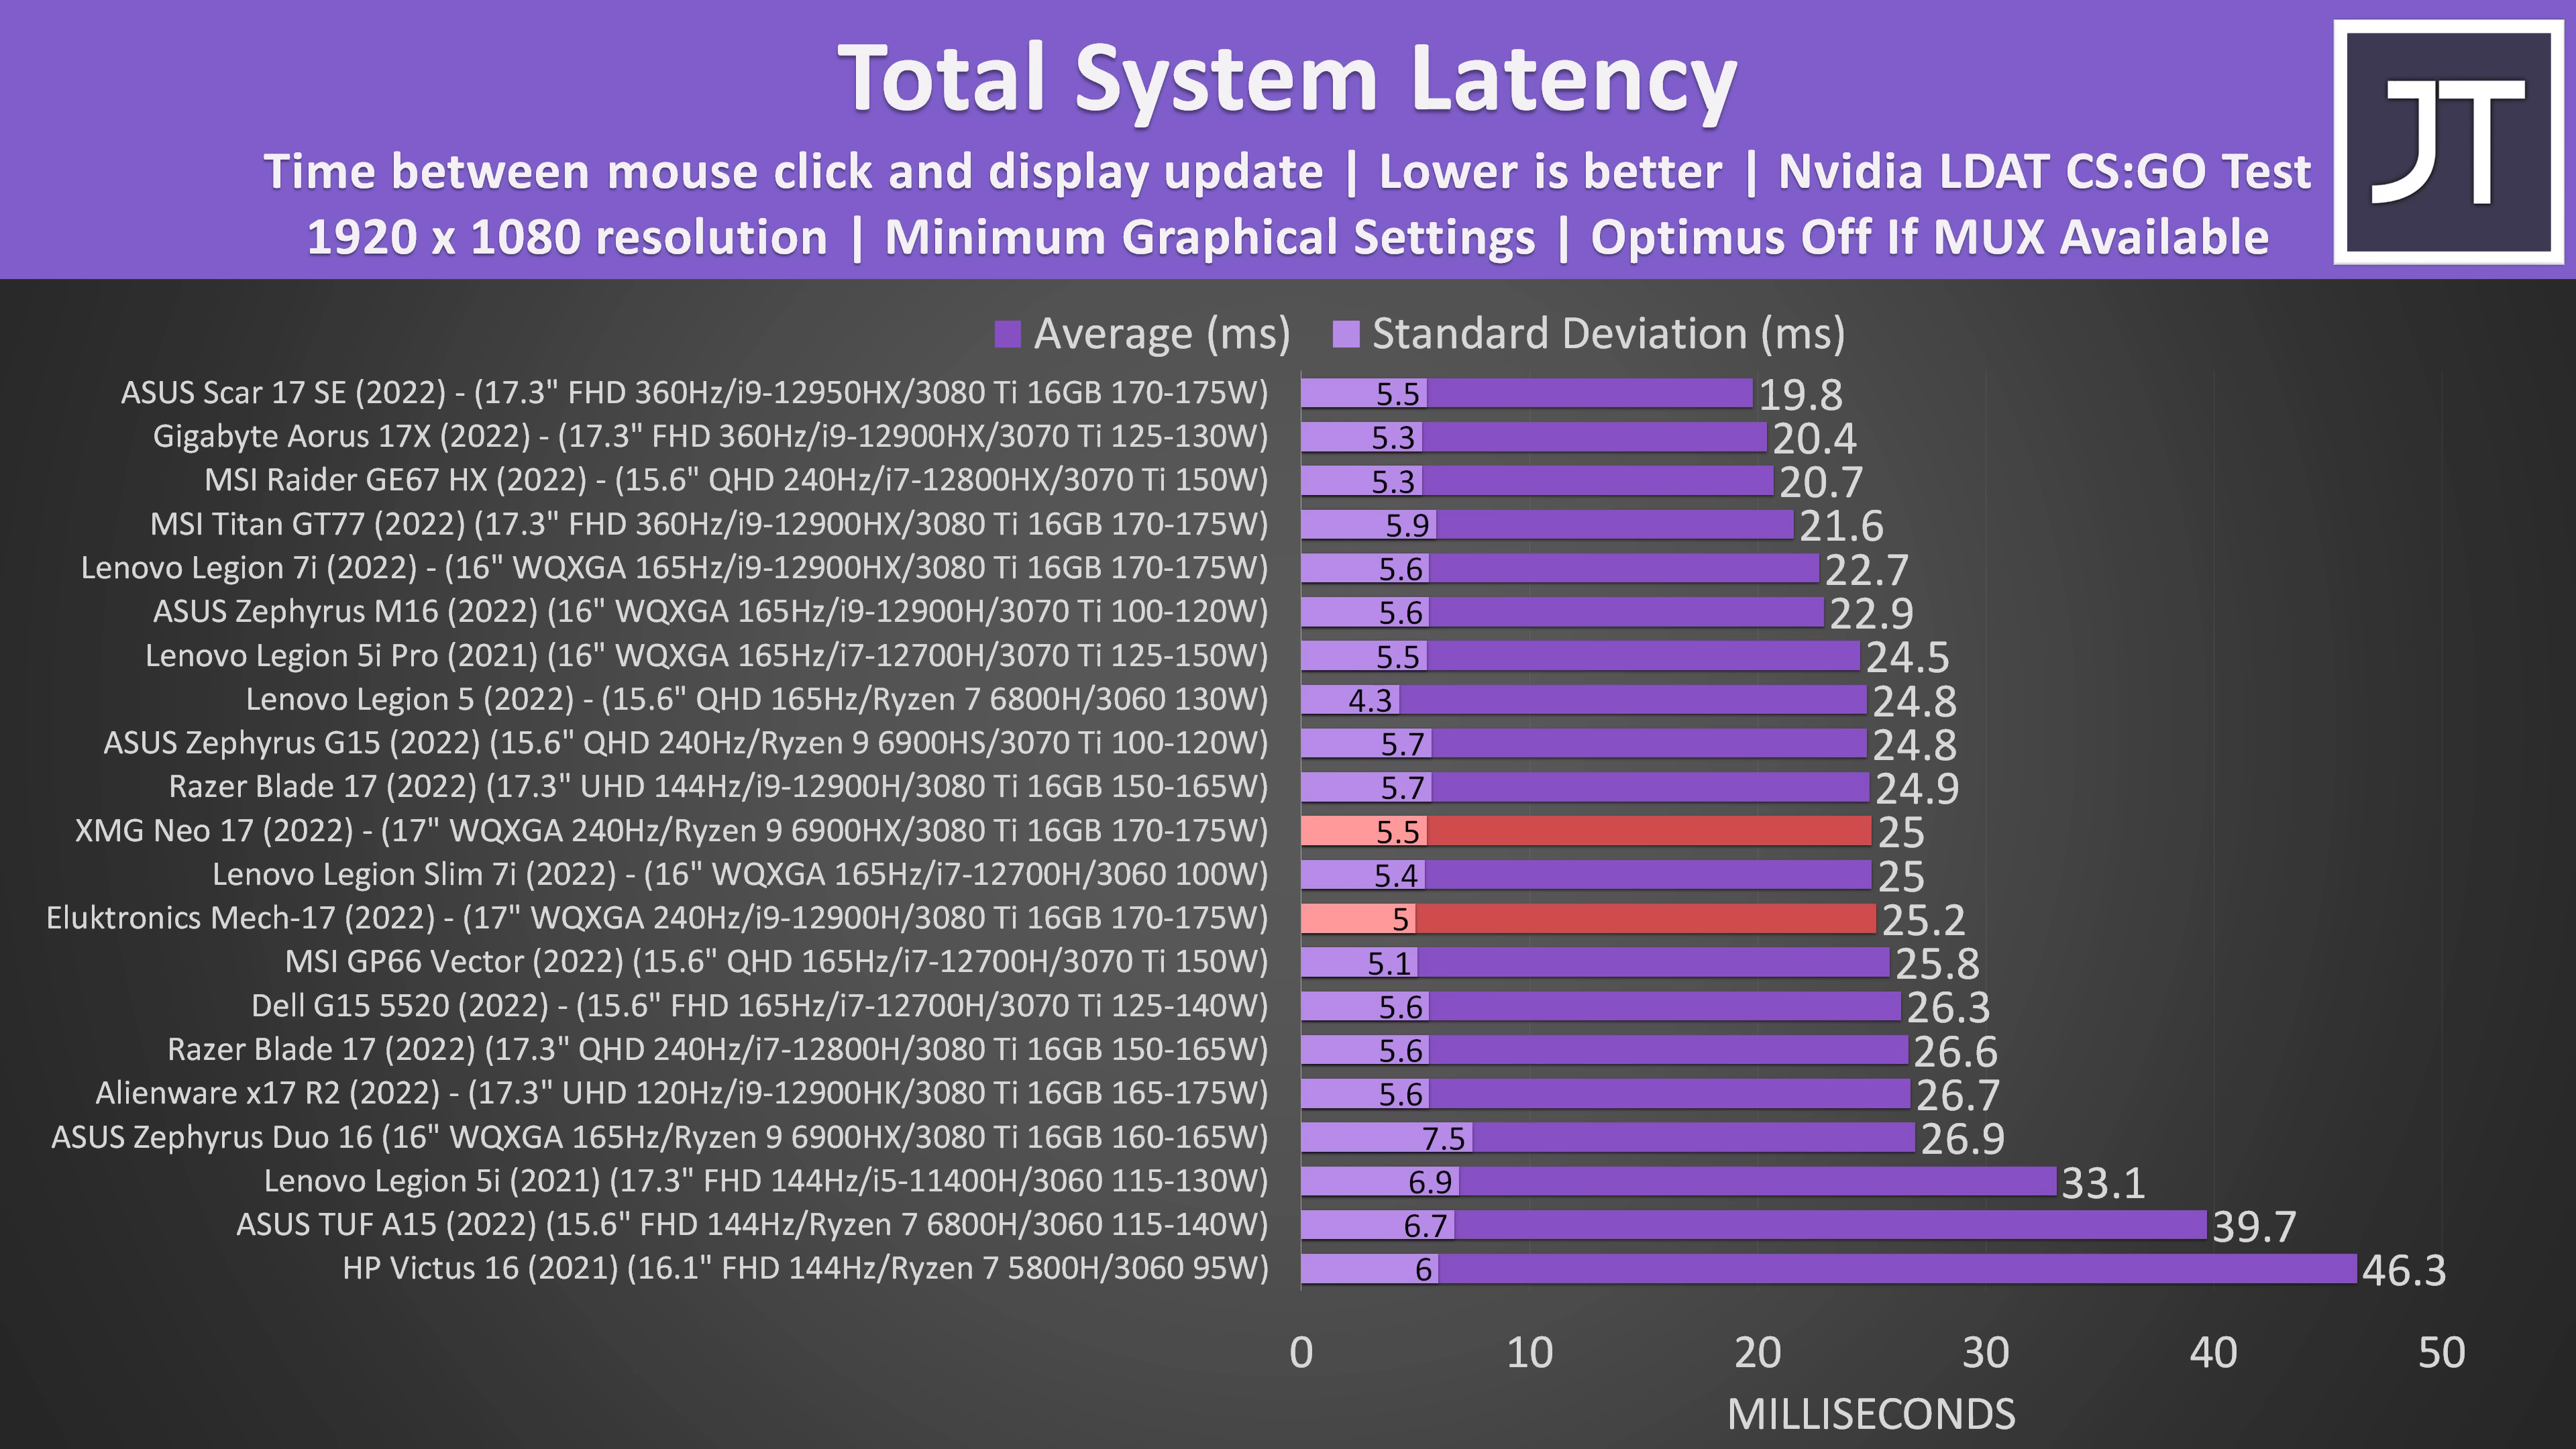 Total System Latency
Time between mouse click and display update | Lower is better | Nvidia LDAT CS:GO Test
1920 x 1080 resolution | Minimum Graphical Settings | Optimus Off If MUX Available
JT
Average (ms) Standard Deviation (ms)
ASUS Scar 17 SE (2022) - (17.3" FHD 360Hz/i9-12950HX/3080 Ti 16GB 170-175W) 5.5 19.8
Gigabyte Aorus 17X (2022) - (17.3" FHD 360Hz/i9-12900HX/3070 Ti 125-130W) 5.3 20.4
MSI Raider GE67 HX (2022) - (15.6" QHD 240Hz/i7-12800HX/3070 Ti 150W) 5.3 20.7
MSI Titan GT77 (2022) (17.3" FHD 360Hz/i9-12900HX/3080 Ti 16GB 170-175W) 5.9 21.6
Lenovo Legion 7i (2022) - (16" WQXGA 165Hz/i9-12900HX/3080 Ti 16GB 170-175W) 5.6 22.7
ASUS Zephyrus M16 (2022) (16" WQXGA 165Hz/i9-12900H/3070 Ti 100-120W) 5.6 22.9
Lenovo Legion 5i Pro (2021) (16" WQXGA 165Hz/i7-12700H/3070 Ti 125-150W) 5.5 24.5
Lenovo Legion 5 (2022) - (15.6" QHD 165Hz/Ryzen 7 6800H/3060 130W) 4.3 24.8
ASUS Zephyrus G15 (2022) (15.6" QHD 240Hz/Ryzen 9 6900HS/3070 Ti 100-120W) 5.7 24.8
Razer Blade 17 (2022) (17.3" UHD 144Hz/i9-12900H/3080 Ti 16GB 150-165W) 5.7 24.9
XMG Neo 17 (2022) - (17" WQXGA 240Hz/Ryzen 9 6900HX/3080 Ti 16GB 170-175W) 5.5 25
Lenovo Legion Slim 7i (2022) - (16" WQXGA 165Hz/i7-12700H/3060 100W) 5.4 25
Eluktronics Mech-17 (2022) - (17" WQXGA 240Hz/i9-12900H/3080 Ti 16GB 170-175W) 5 25.2
MSI GP66 Vector (2022) (15.6" QHD 165Hz/i7-12700H/3070 Ti 150W) 5.1 25.8
Dell G15 5520 (2022) - (15.6" FHD 165Hz/i7-12700H/3070 Ti 125-140W) 5.6 26.3
Razer Blade 17 (2022) (17.3" QHD 240Hz/i7-12800H/3080 Ti 16GB 150-165W) 5.6 26.6
Alienware x17 R2 (2022) - (17.3" UHD 120Hz/i9-12900HK/3080 Ti 16GB 165-175W) 5.6 26.7
ASUS Zephyrus Duo 16 (16" WQXGA 165Hz/Ryzen 9 6900HX/3080 Ti 16GB 160-165W) 7.5 26.9
Lenovo Legion 5i (2021) (17.3" FHD 144Hz/i5-11400H/3060 115-130W) 6.9 33.1
ASUS TUF A15 (2022) (15.6" FHD 144Hz/Ryzen 7 6800H/3060 115-140W) 6.7 39.7
HP Victus 16 (2021) (16.1" FHD 144Hz/Ryzen 7 5800H/3060 95W) 6 46.3
0 10 20 30 40 50
MILLISECONDS